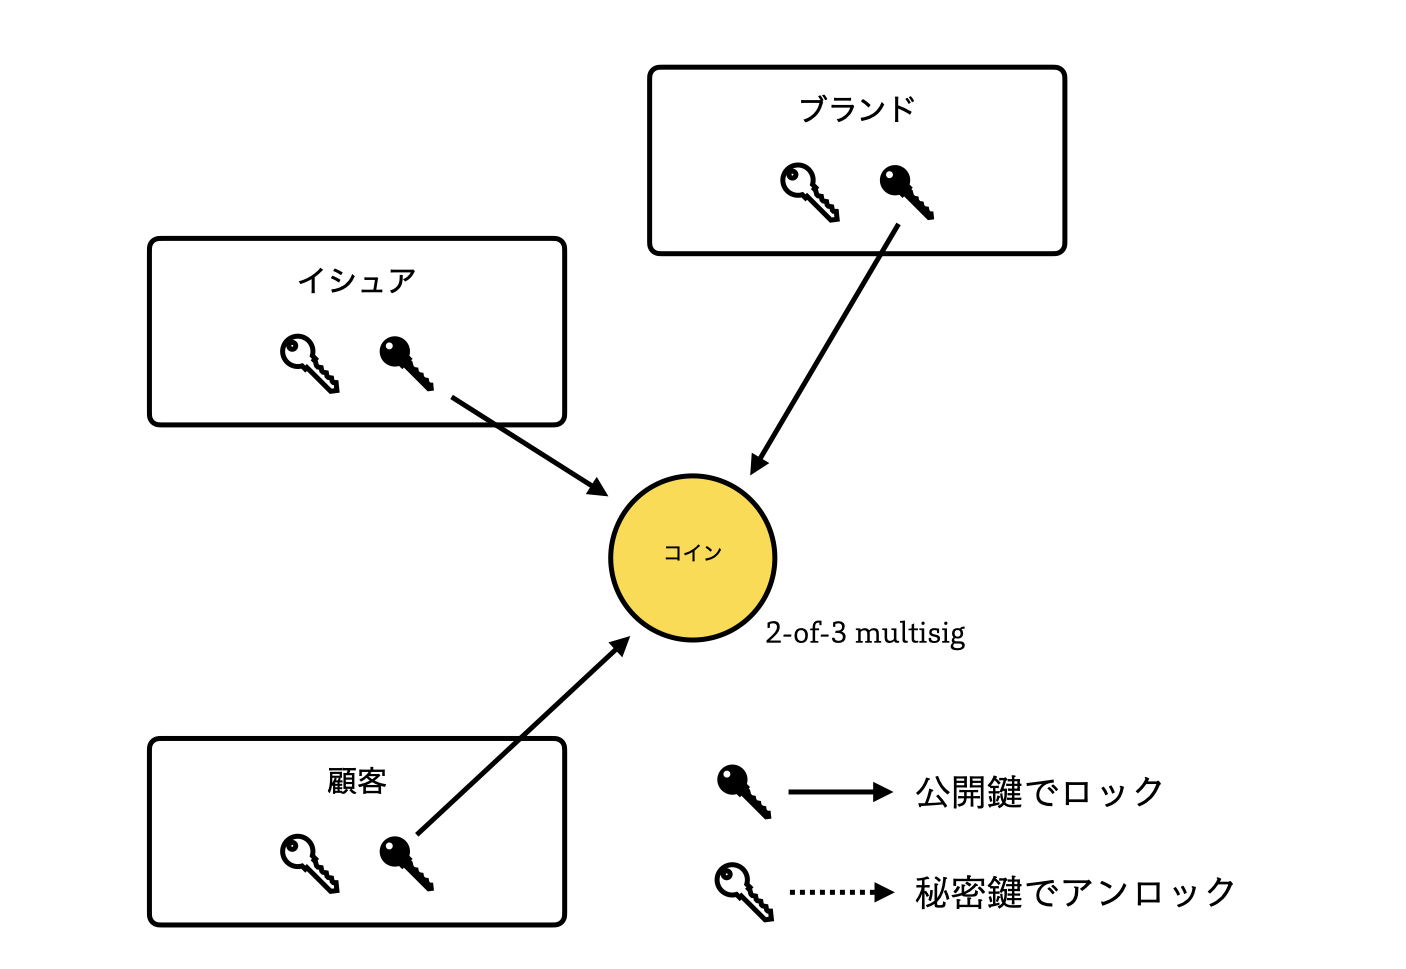 ブランド
イシュア
コイン
2-of-3 multisig
顧客
公開鍵でロック
秘密鍵でアンロック